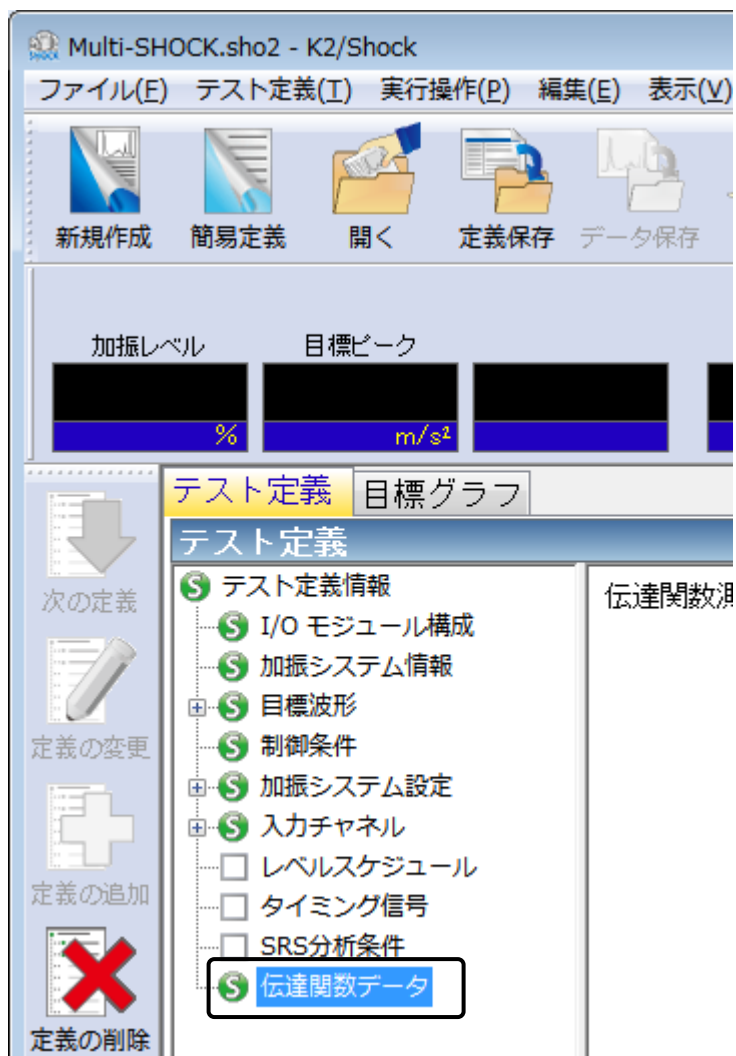 Multi-SHOCK.sho2 - K2/Shock
ファイル(F) テスト定義(T) 実行操作(P) 編集(E) 表示(V)
新規作成 簡易定義 開く 定義保存 データ保存
加振レベル 目標ピーク
% m/s²
テスト定義 目標グラフ
テスト定義
次の定義
定義の変更
定義の追加
定義の削除
テスト定義情報
I/O モジュール構成
加振システム情報
目標波形
制御条件
加振システム設定
入力チャネル
レベルスケジュール
タイミング信号
SRS分析条件
伝達関数データ
伝達関数測